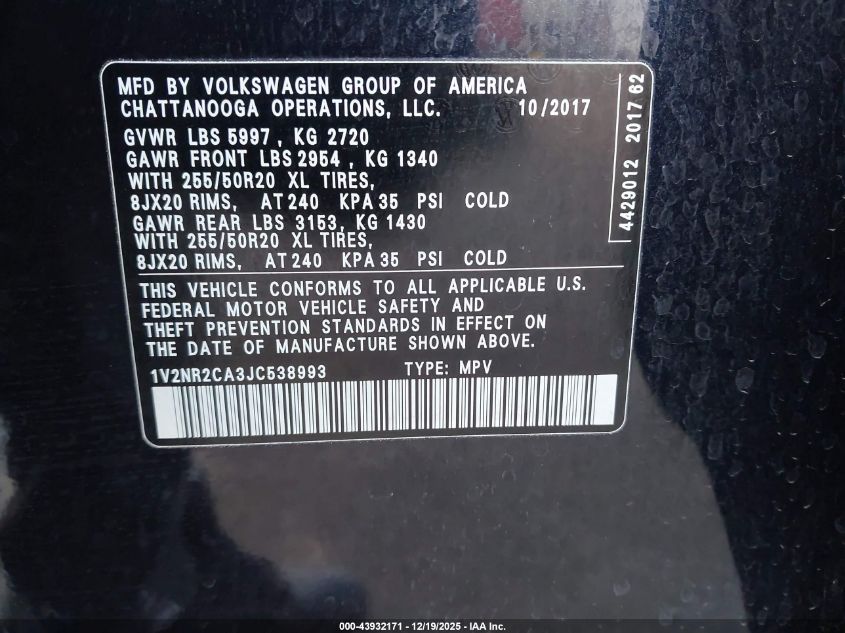 MFD BY VOLKSWAGEN GROUP OF AMERICA
CHATTANOOGA OPERATIONS, LLC. 10/2017
GVWR LBS 5997 , KG 2720
GAWR FRONT LBS 2954 , KG 1340
WITH 255/50R20 XL TIRES,
8JX20 RIMS, AT 240 KPA 35 PSI COLD
GAWR REAR LBS 3153, KG 1430
WITH 255/50R20 XL TIRES,
8JX20 RIMS, AT 240 KPA 35 PSI COLD
THIS VEHICLE CONFORMS TO ALL APPLICABLE U.S.
FEDERAL MOTOR VEHICLE SAFETY AND
THEFT PREVENTION STANDARDS IN EFFECT ON
THE DATE OF MANUFACTURE SHOWN ABOVE.
1V2NR2CA3JC538993 TYPE: MPV
4429012 2017 62
000-43932171 - 12/19/2025 - IAA Inc.